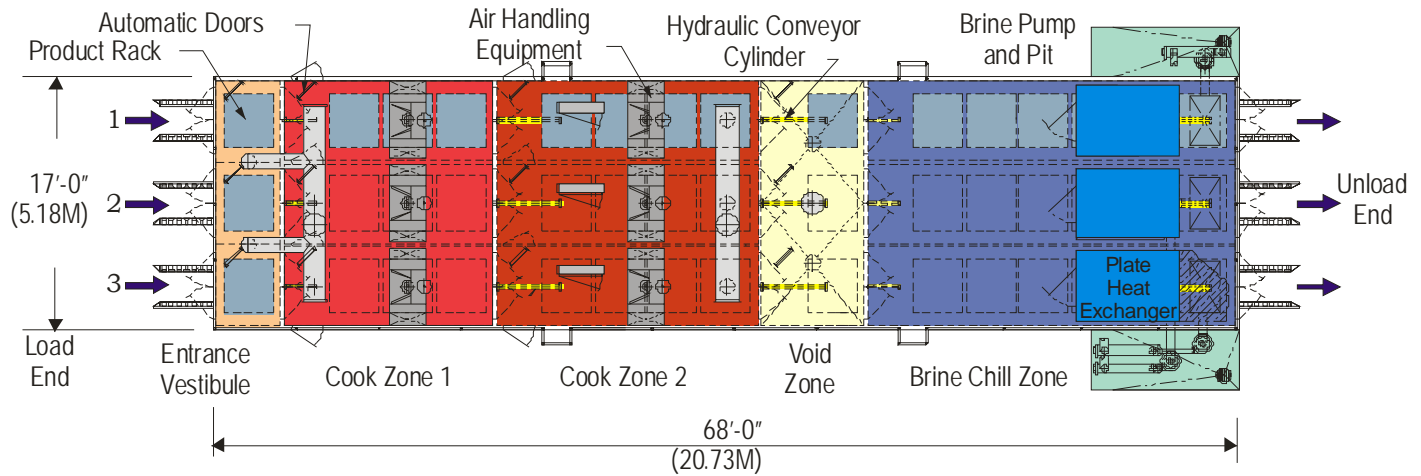 Automatic Doors
Product Rack
Air Handling
Equipment
Hydraulic Conveyor
Cylinder
Brine Pump
and Pit
17'-0"
(5.18M)
1
2
3
Unload
End
Plate
Heat
Exchanger
Load
End
Entrance
Vestibule
Cook Zone 1
Cook Zone 2
Void
Zone
Brine Chill Zone
68'-0"
(20.73M)